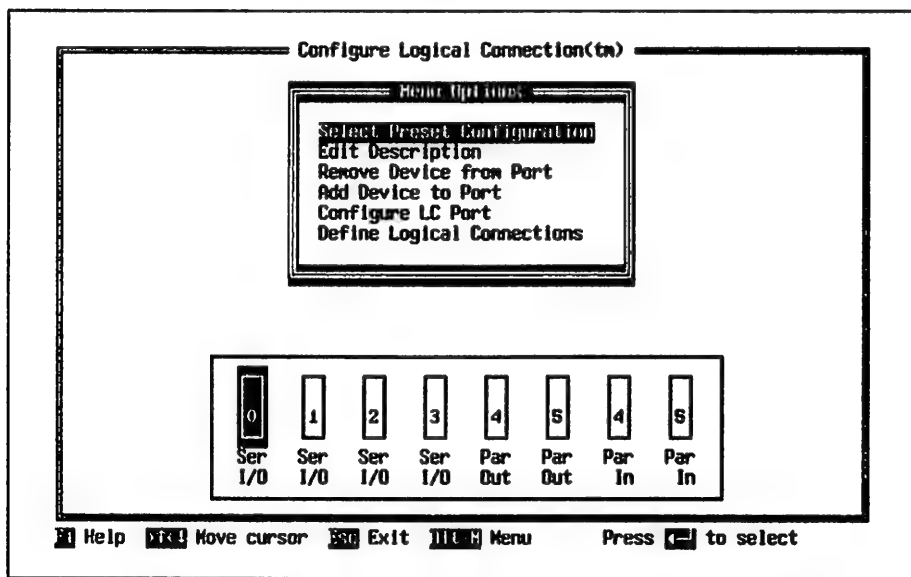 Configure Logical Connection(tm)
Menu Options
Select Preset Configuration
Edit Description
Remove Device from Port
Add Device to Port
Configure LC Port
Define Logical Connections
0 1 2 3 4 5 4 5
Ser Ser Ser Ser Par Par Par Par
I/O I/O I/O I/O Out Out In In
F1 Help Move cursor Esc Exit Menu Press to select